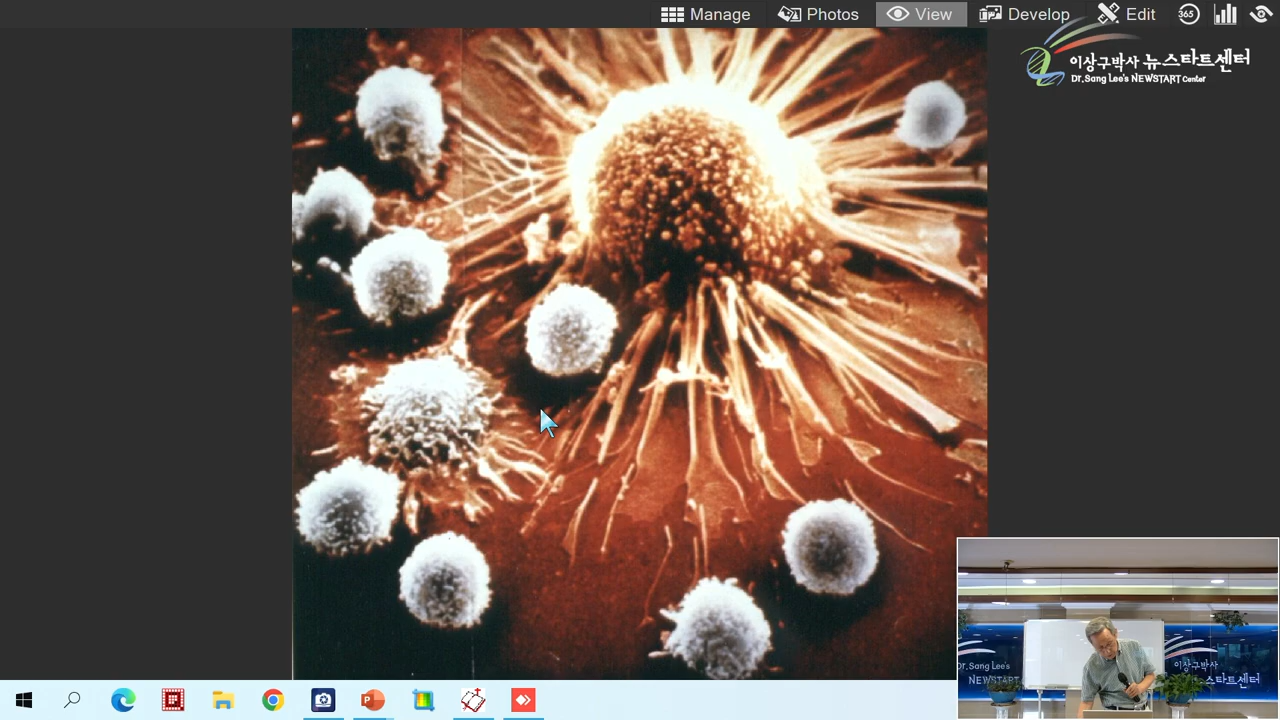 Manage
Photos
View
Develop
Edit
365
이상구박사 뉴스타트센터
Dr.Sang Lee's NEWSTART Center
Dr.Sang Lee's
NEWSTART
이상구박사
뉴스타트센터